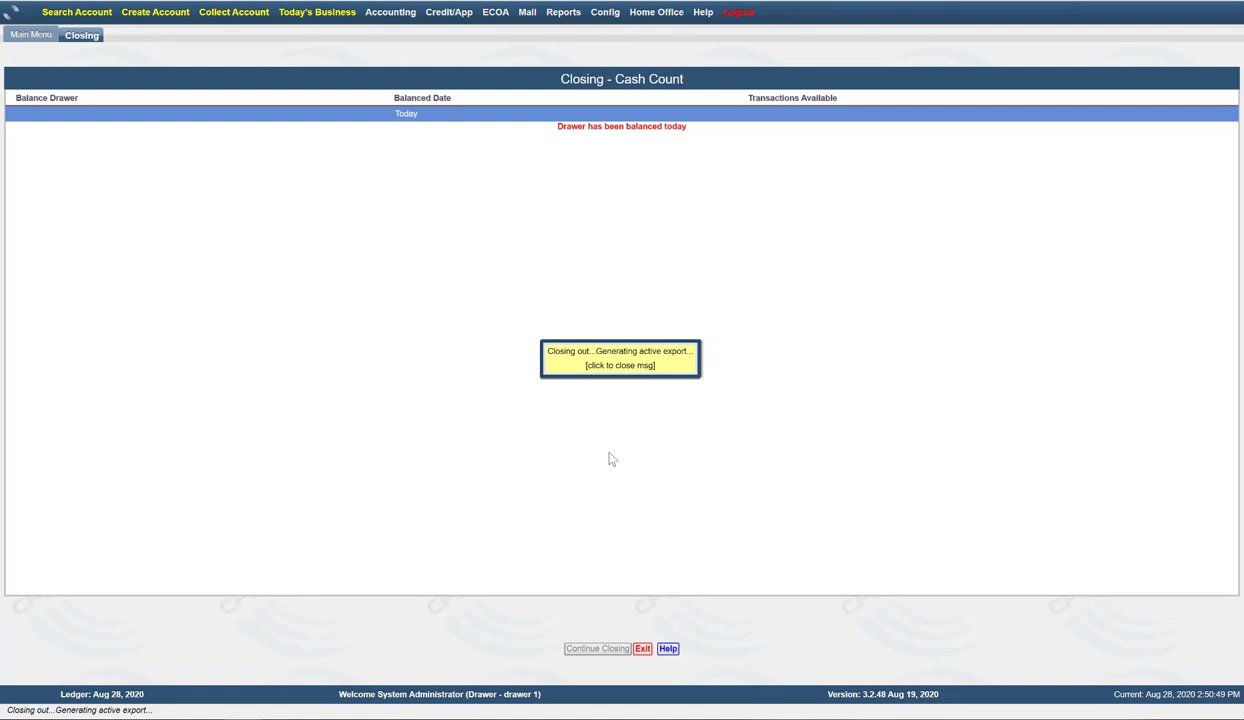 Search Account Create Account Collect Account Today's Business Accounting Credit/App ECOA Mail Reports Config Home Office Help Logout
Main Menu Closing
Closing - Cash Count
Balance Drawer Balanced Date Transactions Available
Today
Drawer has been balanced today
Closing out...Generating active export...
[click to close msg]
Continue Closing Exit Help
Ledger: Aug 28, 2020 Welcome System Administrator (Drawer - drawer 1) Version: 3.2.48 Aug 19, 2020 Current: Aug 28, 2020 2:50:49 PM
Closing out...Generating active export...